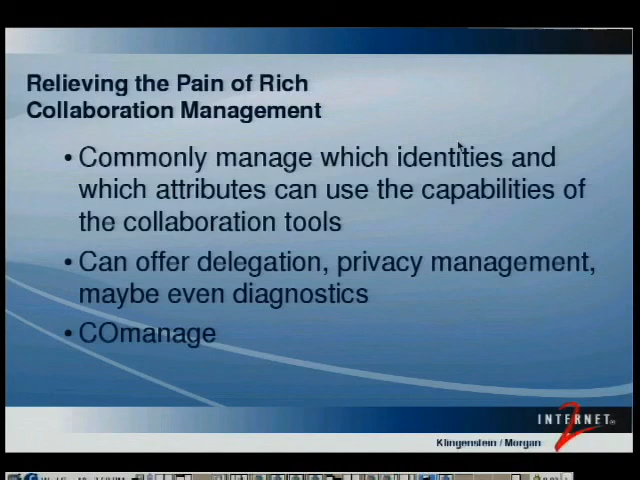 Relieving the Pain of Rich
Collaboration Management
• Commonly manage which identities and
which attributes can use the capabilities of
the collaboration tools
• Can offer delegation, privacy management,
maybe even diagnostics
• COmanage
INTERNET
2
Klingenstein / Morgan